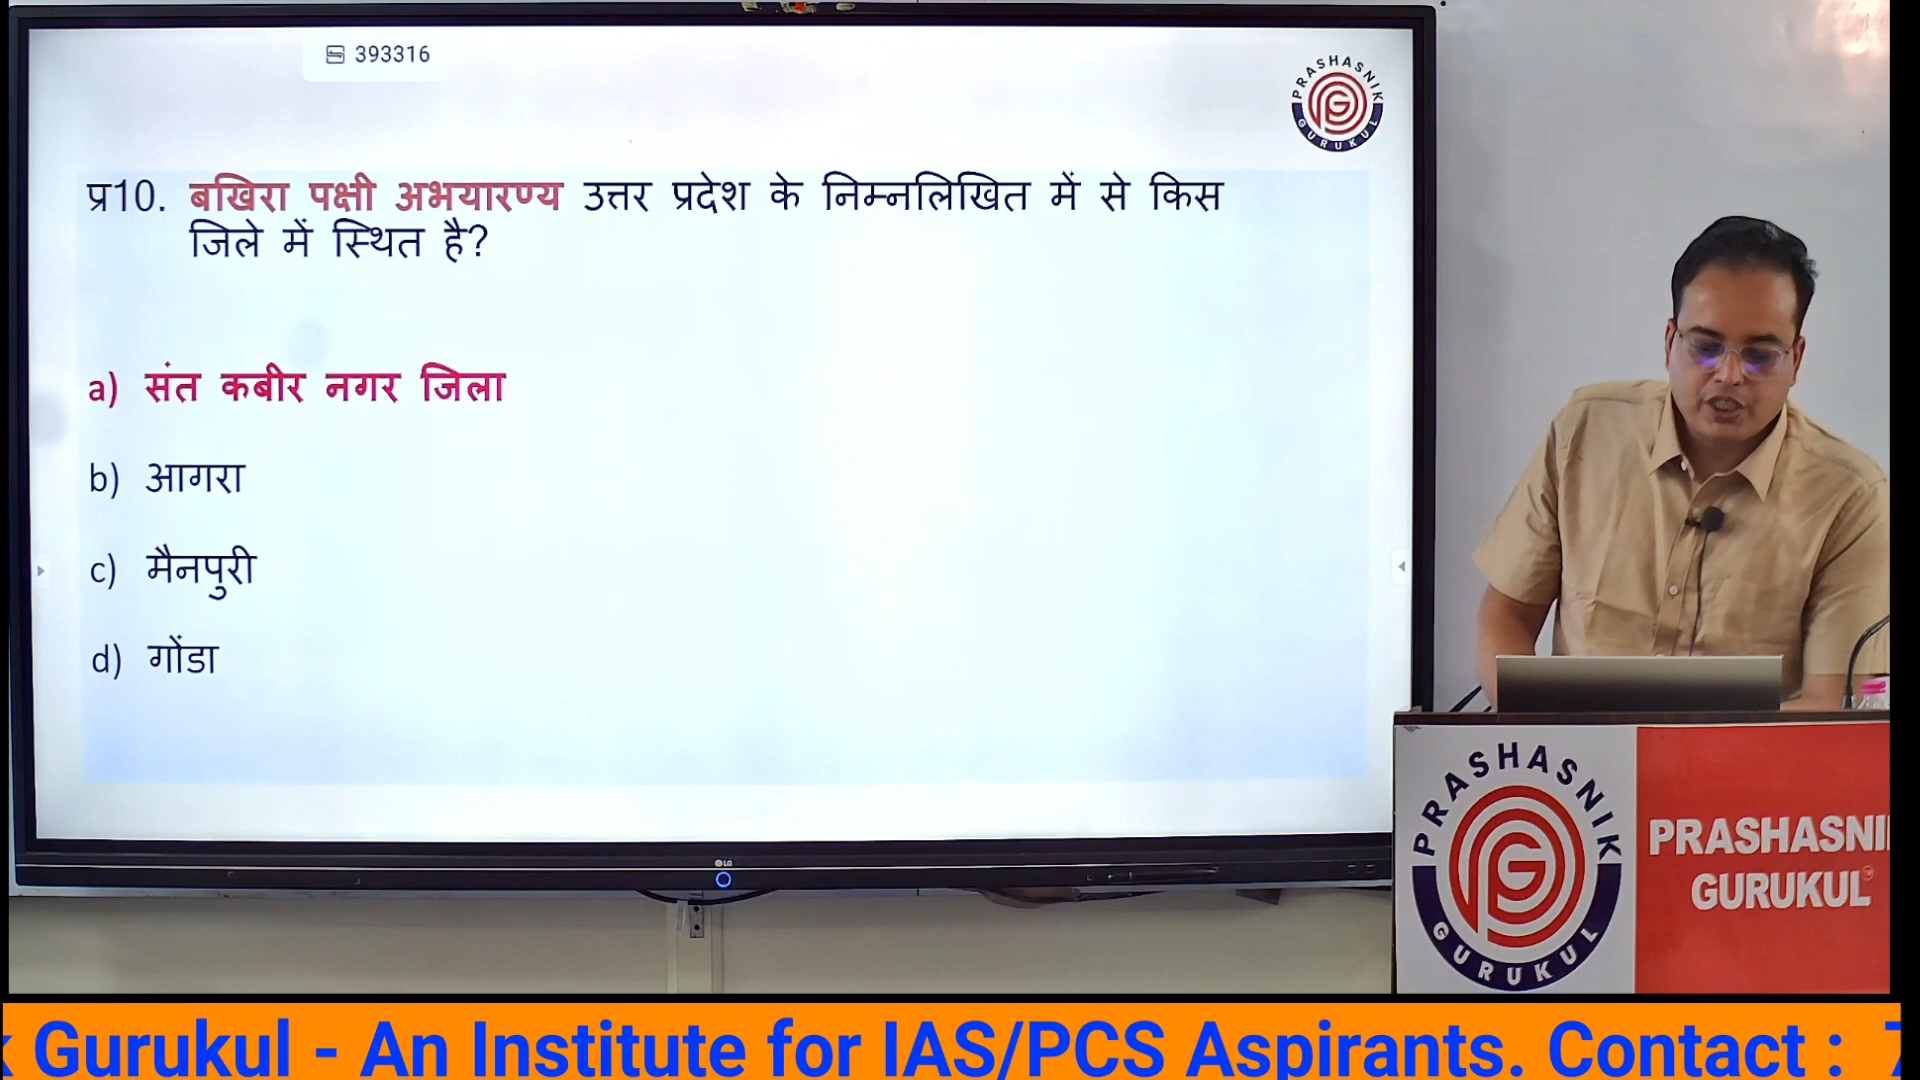 393316
PRASHASNIK GURUKUL
प्र10. बखिरा पक्षी अभयारण्य उत्तर प्रदेश के निम्नलिखित में से किस
जिले में स्थित है?
a) संत कबीर नगर जिला
b) आगरा
c) मैनपुरी
d) गोंडा
LG
PRASHASNIK GURUKUL
PRASHASNI
GURUKUL
Gurukul - An Institute for IAS/PCS Aspirants. Contact :